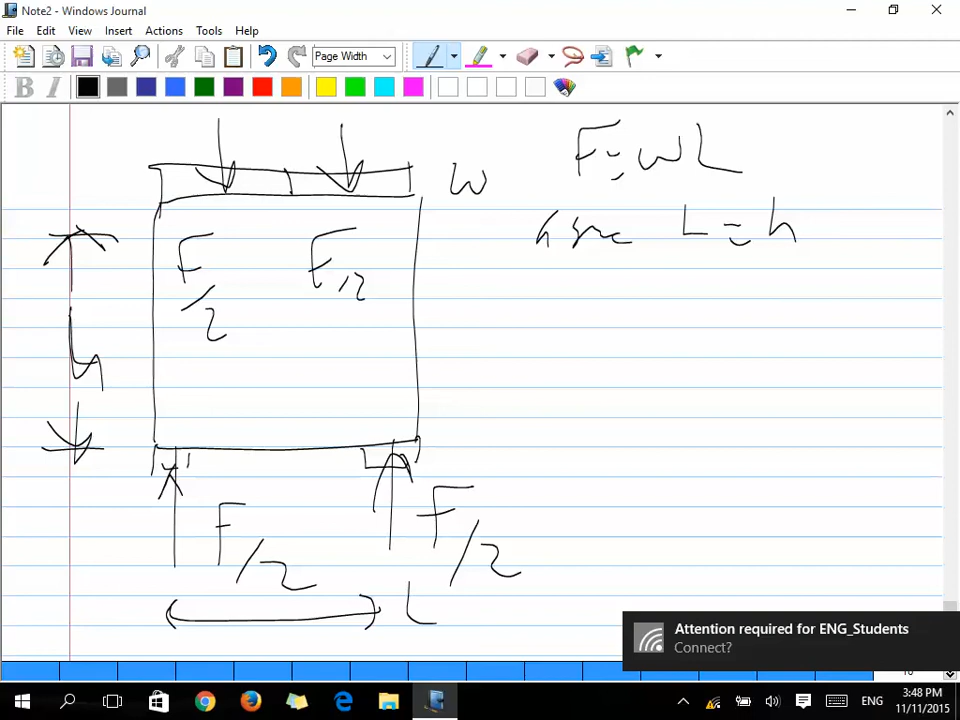 Note2 - Windows Journal
File Edit View Insert Actions Tools Help
Page Width
B I
w
F = wL
L = h
F/2 F/2
h
F/2 F/2
L
Attention required for ENG_Students
Connect?
ENG
3:48 PM
11/11/2015